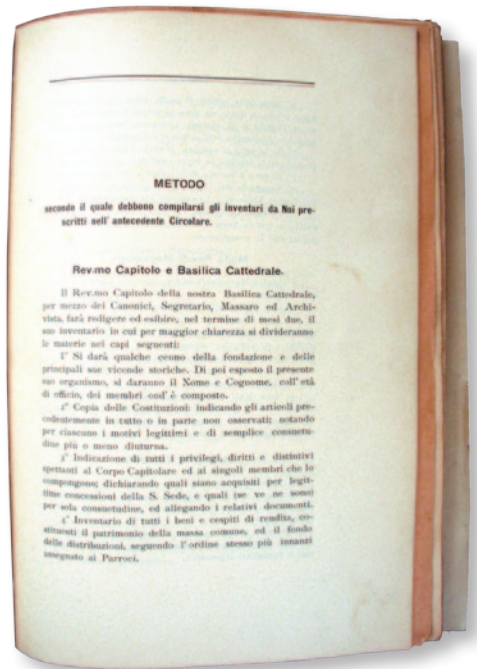 METODO
secondo il quale debbono compilarsi gli inventari da Noi pre-
scritti nell' antecedente Circolare.
Rev.mo Capitolo e Basilica Cattedrale.
Il Rev.mo Capitolo della nostra Basilica Cattedrale,
per mezzo dei Canonici, Segretario, Massaro ed Archi-
vista, farà redigere ed esibire, nel termine di mesi due, il
suo inventario in cui per maggior chiarezza si divideranno
le materie nei capi seguenti:
1° Si darà qualche cenno della fondazione e delle
principali sue vicende storiche. Di poi esposto il presente
suo organismo, si daranno il Nome e Cognome, coll' età
di officio, dei membri ond' è composto.
2° Copia delle Costituzioni: indicando gli articoli pre-
cedentemente in tutto o in parte non osservati; notando
per ciascuno i motivi legittimi e di semplice consuetu-
dine più o meno diuturna.
3° Indicazione di tutti i privilegi, diritti e distintivi
spettanti al Corpo Capitolare ed ai singoli membri che lo
compongono; dichiarando quali siano acquisiti per legit-
time concessioni della S. Sede, e quali (se ve ne sono)
per sola consuetudine, ed allegando i relativi documenti.
4° Inventario di tutti i beni e cespiti di rendita, co-
stituenti il patrimonio della massa comune, ed il fondo
delle distribuzioni, seguendo l' ordine stesso più innanzi
assegnato ai Parroci.